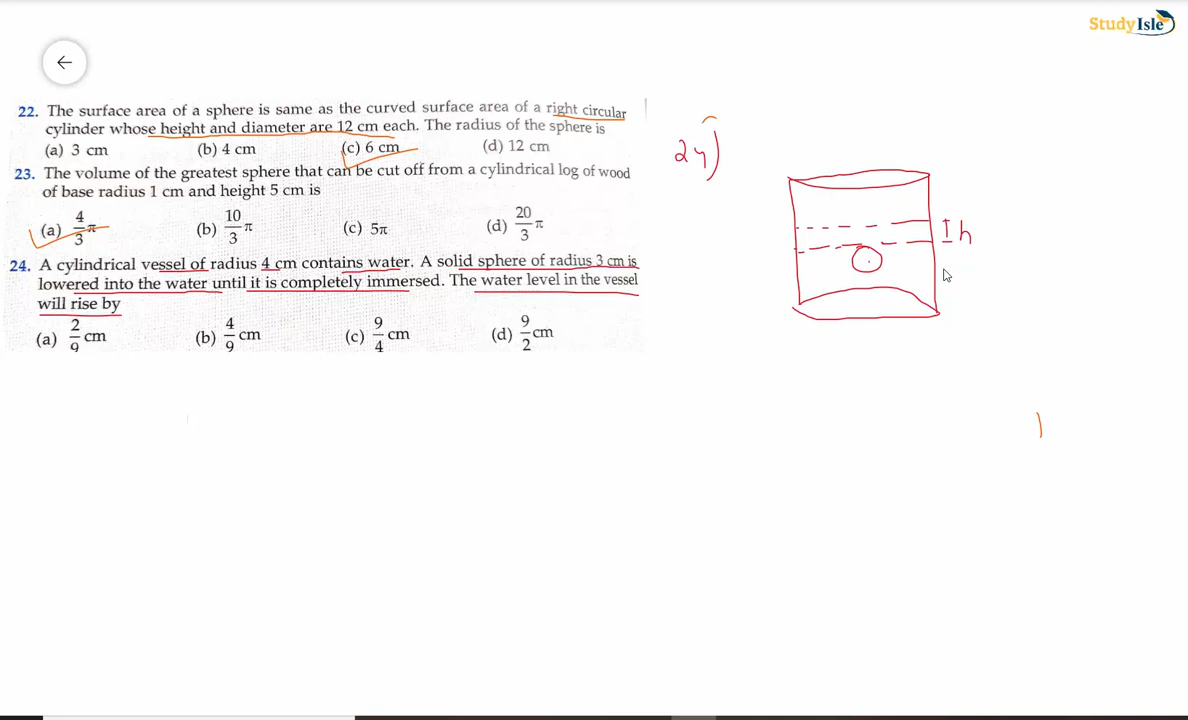 StudyIsle
22. The surface area of a sphere is same as the curved surface area of a right circular
cylinder whose height and diameter are 12 cm each. The radius of the sphere is
(a) 3 cm (b) 4 cm (c) 6 cm (d) 12 cm
23. The volume of the greatest sphere that can be cut off from a cylindrical log of wood
of base radius 1 cm and height 5 cm is
(a) 4/3 π (b) 10/3 π (c) 5π (d) 20/3 π
24. A cylindrical vessel of radius 4 cm contains water. A solid sphere of radius 3 cm is
lowered into the water until it is completely immersed. The water level in the vessel
will rise by
(a) 2/9 cm (b) 4/9 cm (c) 9/4 cm (d) 9/2 cm
24)
h